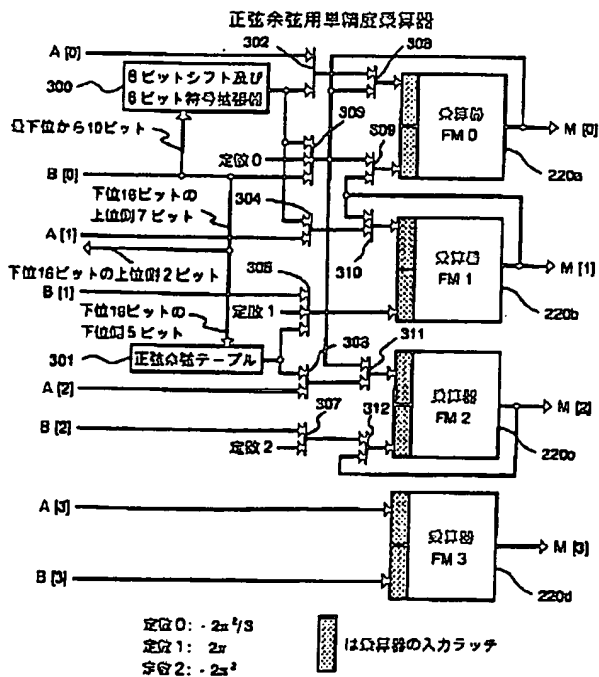 正弦余弦用単精度乗算器
A [0]
302
308
300
6ビットシフト及び
6ビット符号拡張器
乗算器
FM 0
M [0]
最下位から10ビット
303
309
定数0
B [0]
220a
下位16ビットの
上位側7ビット
304
A [1]
310
乗算器
FM 1
M [1]
下位16ビットの上位側2ビット
305
B [1]
220b
下位16ビットの
下位側5ビット
定数1
301
正弦余弦テーブル
306
311
A [2]
乗算器
FM 2
M [2]
307
312
B [2]
定数2
220c
A [3]
乗算器
FM 3
M [3]
B [3]
220d
定数0: - 2π²/3
定数1: 2π
定数2: - 2π²
は乗算器の入力ラッチ